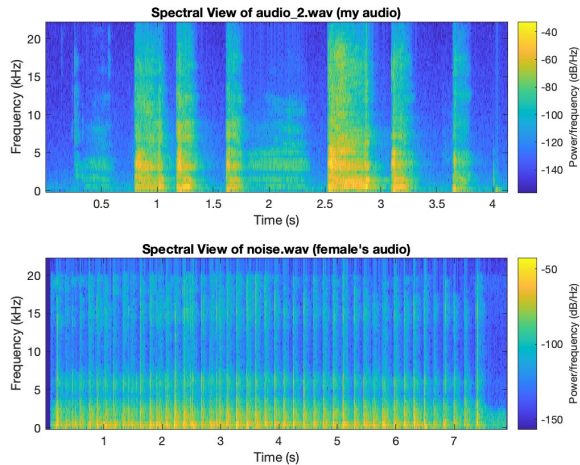 Spectral View of audio_2.wav (my audio)
Frequency (kHz)
20
15
10
5
0
0.5 1 1.5 2 2.5 3 3.5 4
Time (s)
-40
-60
-80
-100
-120
-140
Power/frequency (dB/Hz)
Spectral View of noise.wav (female's audio)
Frequency (kHz)
20
15
10
5
0
1 2 3 4 5 6 7
Time (s)
-50
-100
-150
Power/frequency (dB/Hz)